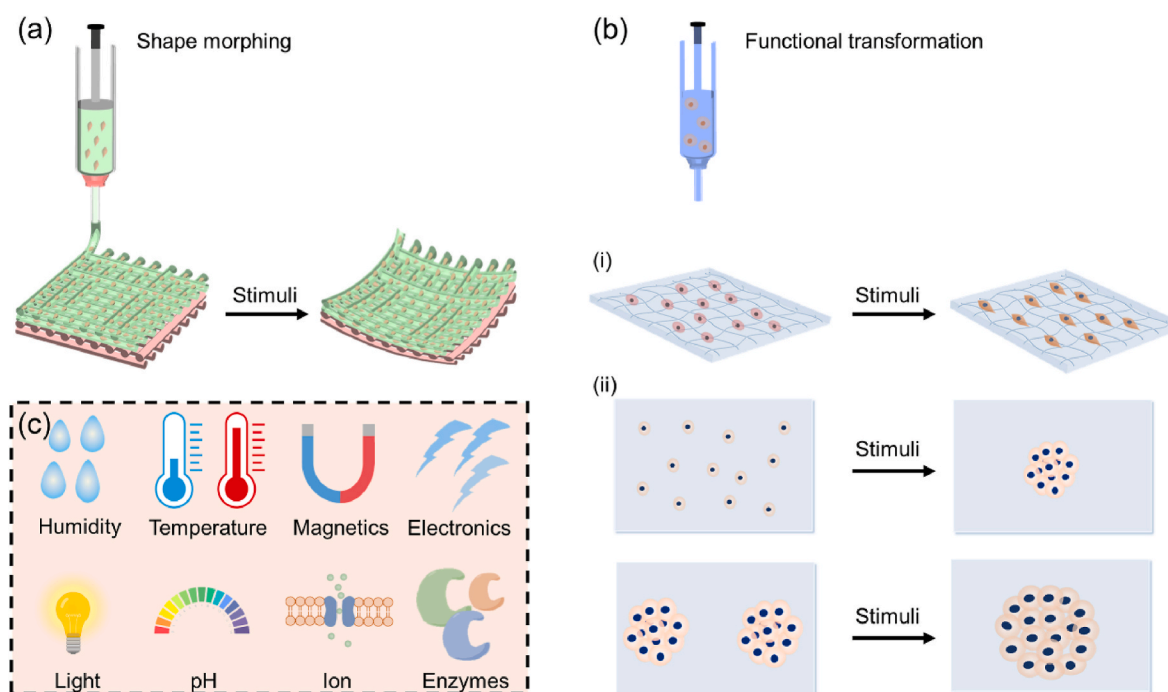 (a)
Shape morphing
Stimuli
(b)
Functional transformation
(i)
Stimuli
(ii)
Stimuli
Stimuli
(c)
Humidity Temperature Magnetics Electronics
Light pH Ion Enzymes